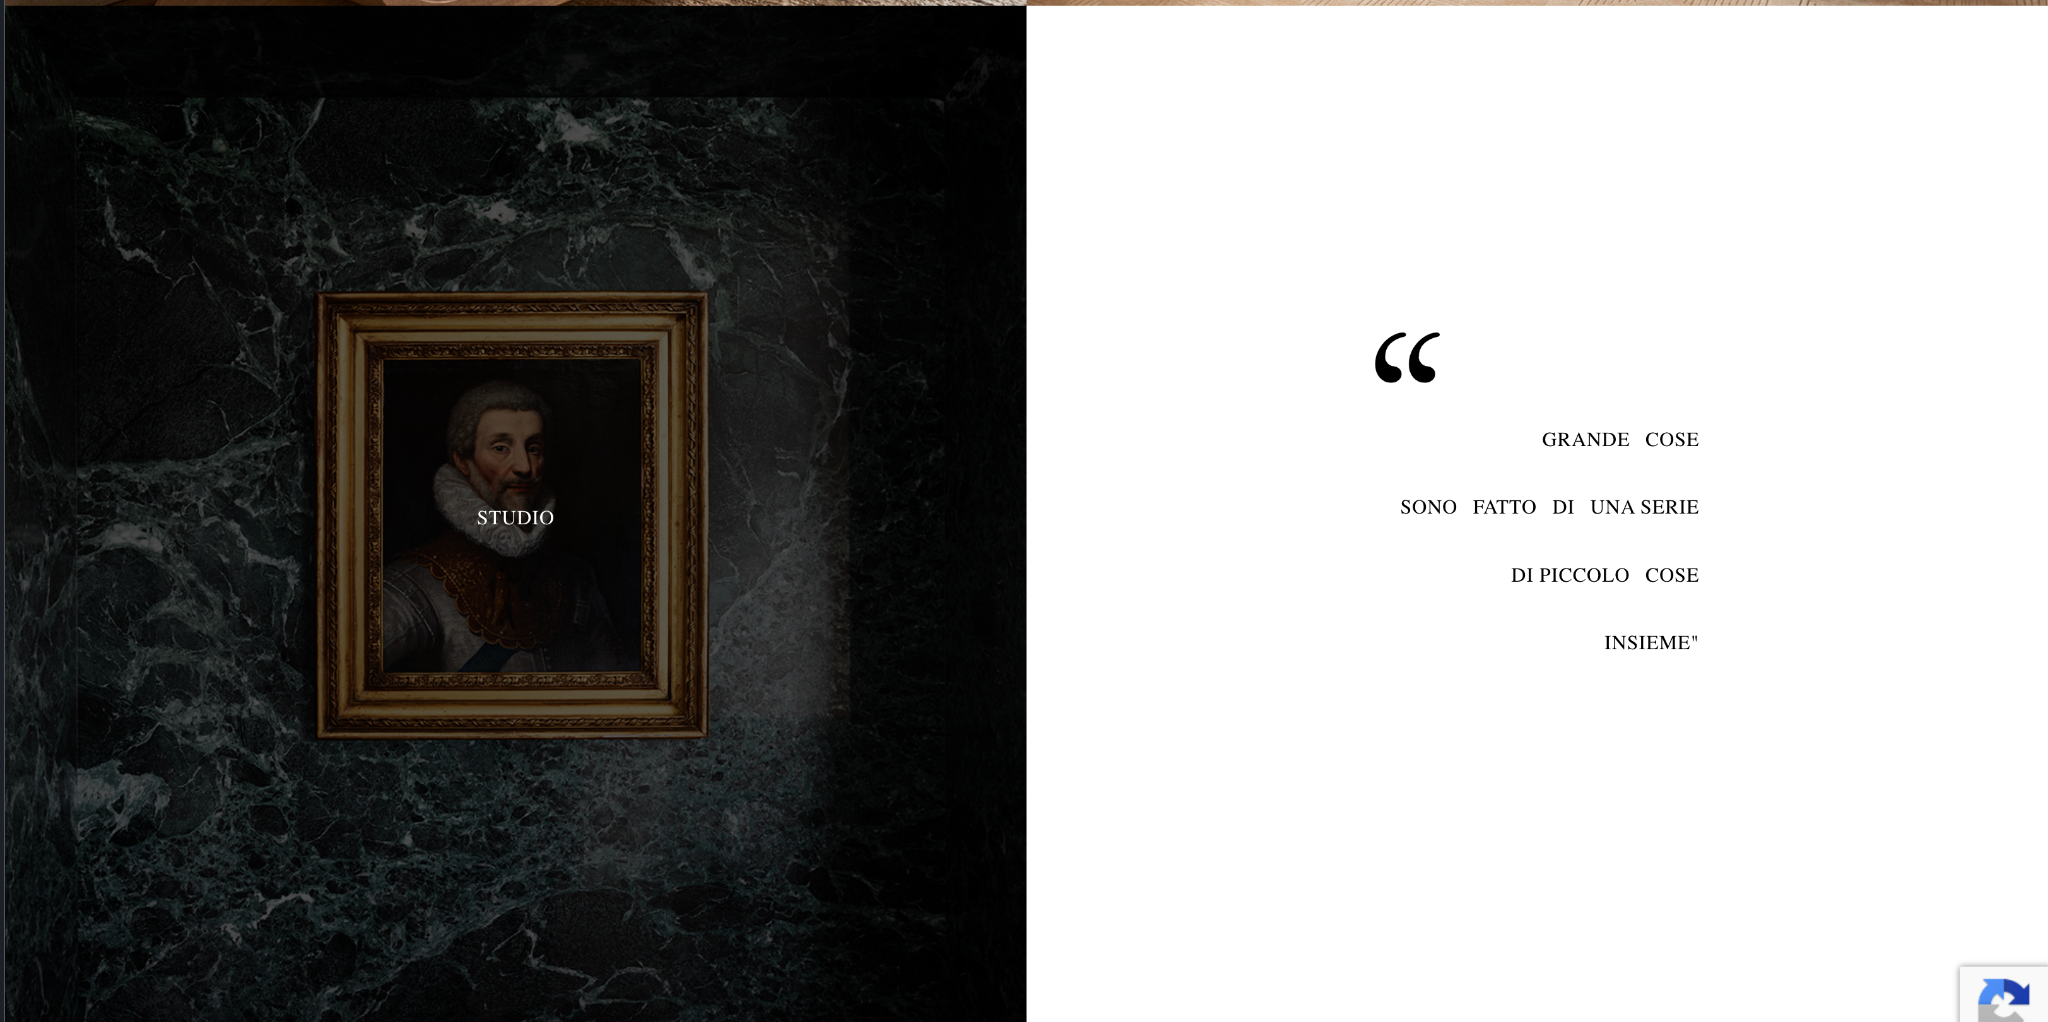 STUDIO
“
GRANDE COSE
SONO FATTO DI UNA SERIE
DI PICCOLO COSE
INSIEME"